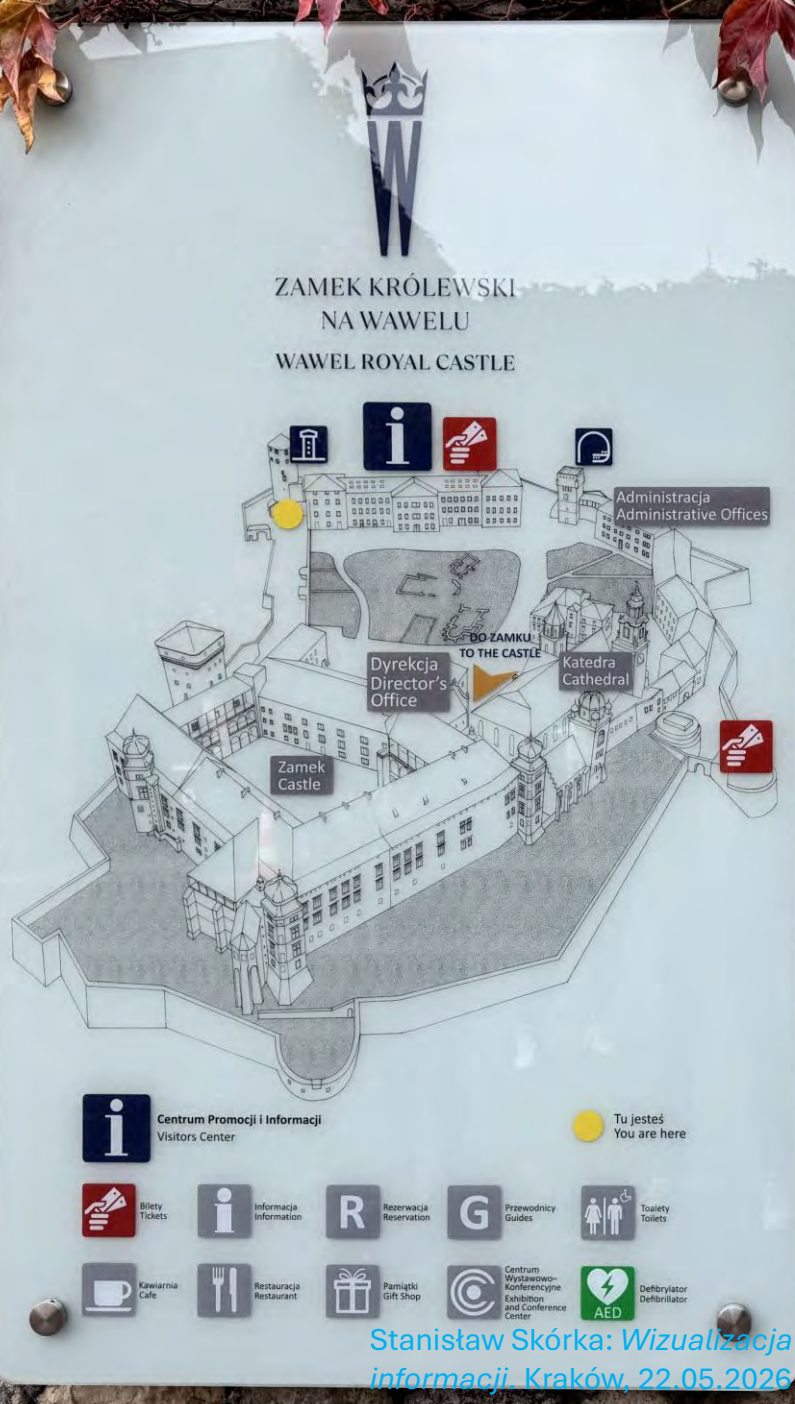 W
ZAMEK KRÓLEWSKI
NA WAWELU
WAWEL ROYAL CASTLE
i
Administracja
Administrative Offices
DO ZAMKU
TO THE CASTLE
Dyrekcja
Director's
Office
Katedra
Cathedral
Zamek
Castle
i
Centrum Promocji i Informacji
Visitors Center
Tu jesteś
You are here
Bilety
Tickets
i
Informacja
Information
R
Rezerwacja
Reservation
G
Przewodnicy
Guides
Toalety
Toilets
Kawiarnia
Cafe
Restauracja
Restaurant
Pamiątki
Gift Shop
Centrum
Wystawowo–
Konferencyjne
Exhibition
and Conference
Center
AED
Defibrylator
Defibrillator
Stanisław Skórka: Wizualizacja
informacji. Kraków, 22.05.2026